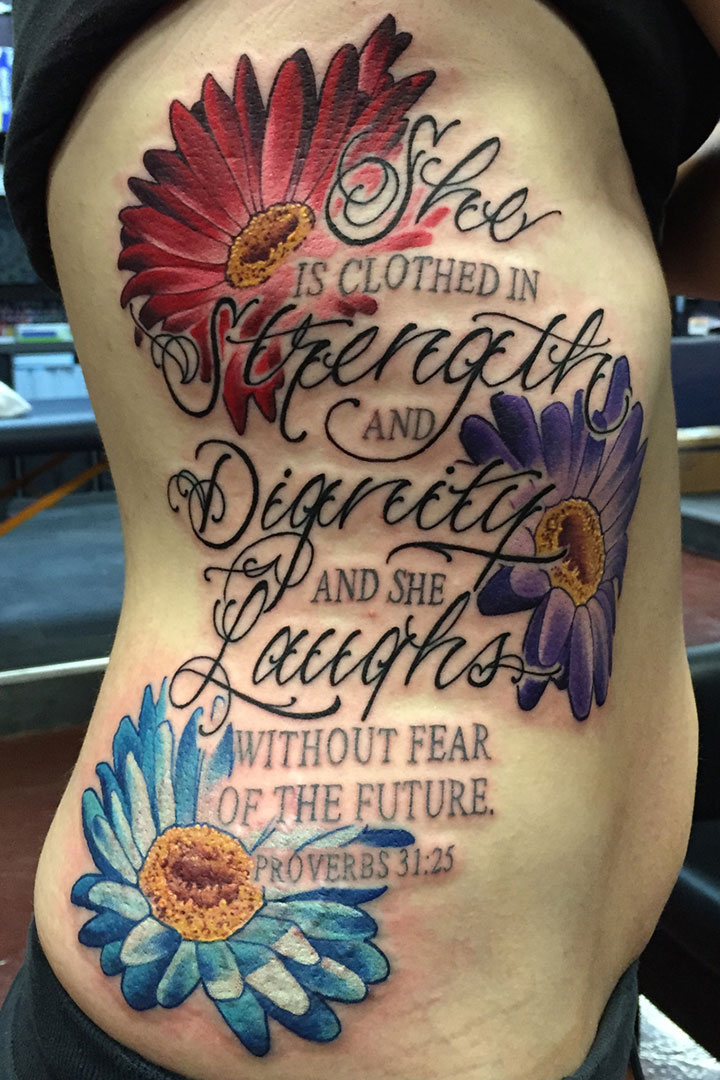 She
IS CLOTHED IN
Strength
AND
Dignity
AND SHE
Laughs
WITHOUT FEAR
OF THE FUTURE.
PROVERBS 31:25